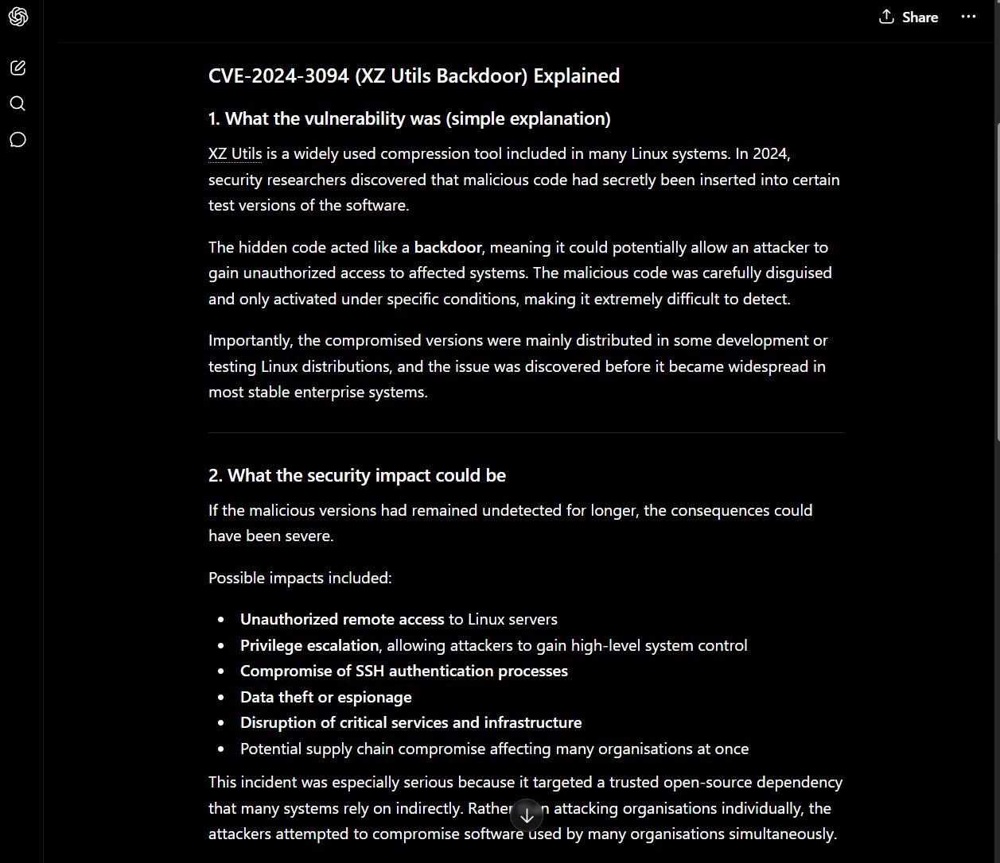 Share
CVE-2024-3094 (XZ Utils Backdoor) Explained
1. What the vulnerability was (simple explanation)
XZ Utils is a widely used compression tool included in many Linux systems. In 2024,
security researchers discovered that malicious code had secretly been inserted into certain
test versions of the software.
The hidden code acted like a backdoor, meaning it could potentially allow an attacker to
gain unauthorized access to affected systems. The malicious code was carefully disguised
and only activated under specific conditions, making it extremely difficult to detect.
Importantly, the compromised versions were mainly distributed in some development or
testing Linux distributions, and the issue was discovered before it became widespread in
most stable enterprise systems.
2. What the security impact could be
If the malicious versions had remained undetected for longer, the consequences could
have been severe.
Possible impacts included:
• Unauthorized remote access to Linux servers
• Privilege escalation, allowing attackers to gain high-level system control
• Compromise of SSH authentication processes
• Data theft or espionage
• Disruption of critical services and infrastructure
• Potential supply chain compromise affecting many organisations at once
This incident was especially serious because it targeted a trusted open-source dependency
that many systems rely on indirectly. Rather attacking organisations individually, the
attackers attempted to compromise software used by many organisations simultaneously.